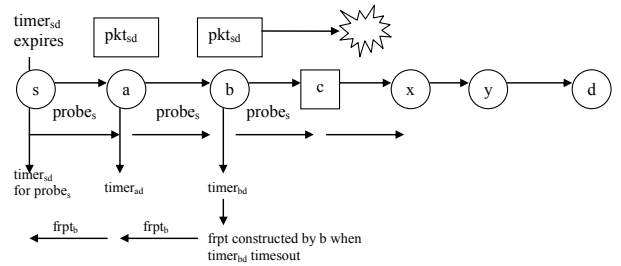 timer_sd
expires
pkt_sd
pkt_sd
s
a
b
c
x
y
d
probe_s
probe_s
probe_s
timer_sd
for probe_s
timer_ad
timer_bd
frpt_b
frpt_b
frpt constructed by b when
timer_bd timesout